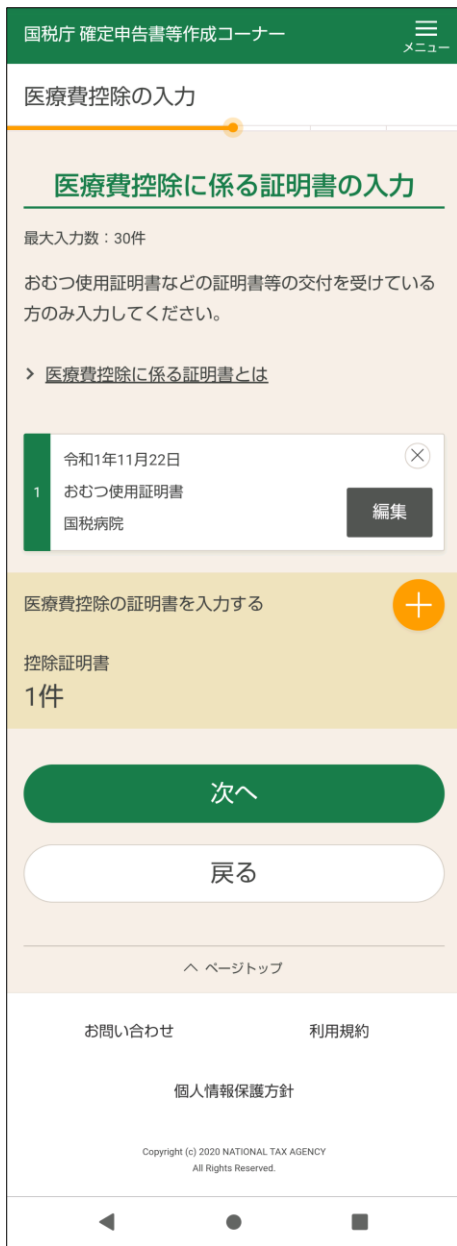 国税庁 確定申告書等作成コーナー
メニュー
医療費控除の入力
医療費控除に係る証明書の入力
最大入力数：30件
おむつ使用証明書などの証明書等の交付を受けている
方のみ入力してください。
医療費控除に係る証明書とは
令和1年11月22日
1 おむつ使用証明書
国税病院
編集
医療費控除の証明書を入力する
控除証明書
1件
次へ
戻る
ページトップ
お問い合わせ 利用規約
個人情報保護方針
Copyright (c) 2020 NATIONAL TAX AGENCY
All Rights Reserved.